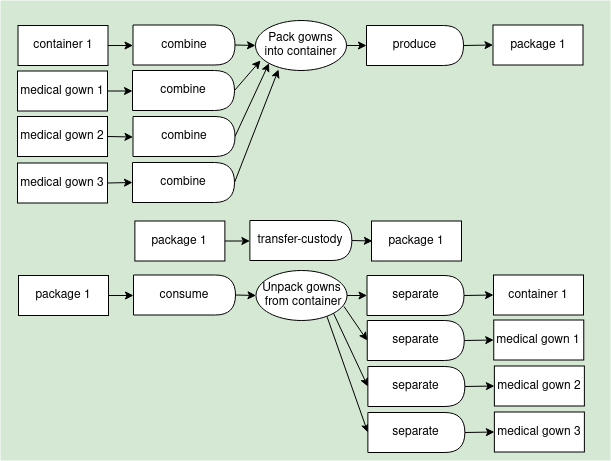 container 1
combine
Pack gowns
into container
produce
package 1
medical gown 1
combine
medical gown 2
combine
medical gown 3
combine
package 1
transfer-custody
package 1
package 1
consume
Unpack gowns
from container
separate
container 1
separate
medical gown 1
separate
medical gown 2
separate
medical gown 3